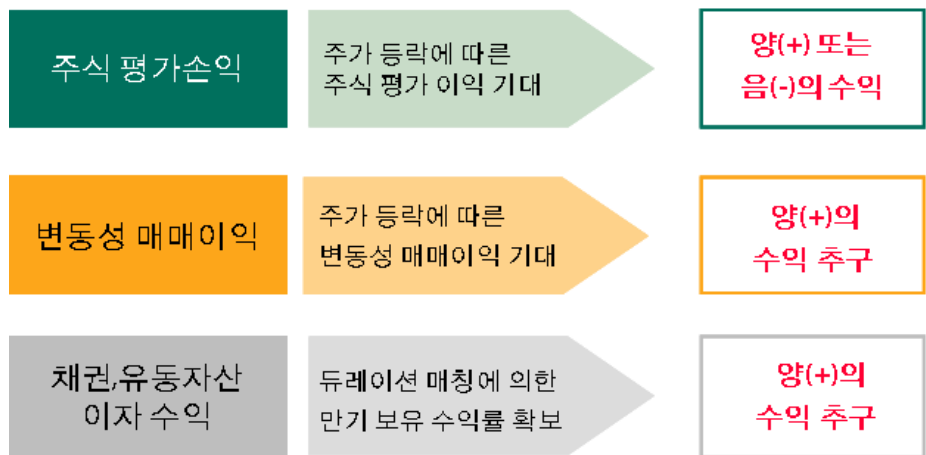 주식 평가손익
주가 등락에 따른
주식 평가 이익 기대
양(+) 또는
음(-)의 수익
변동성 매매이익
주가 등락에 따른
변동성 매매이익 기대
양(+)의
수익 추구
채권,유동자산
이자 수익
듀레이션 매칭에 의한
만기 보유 수익률 확보
양(+)의
수익 추구